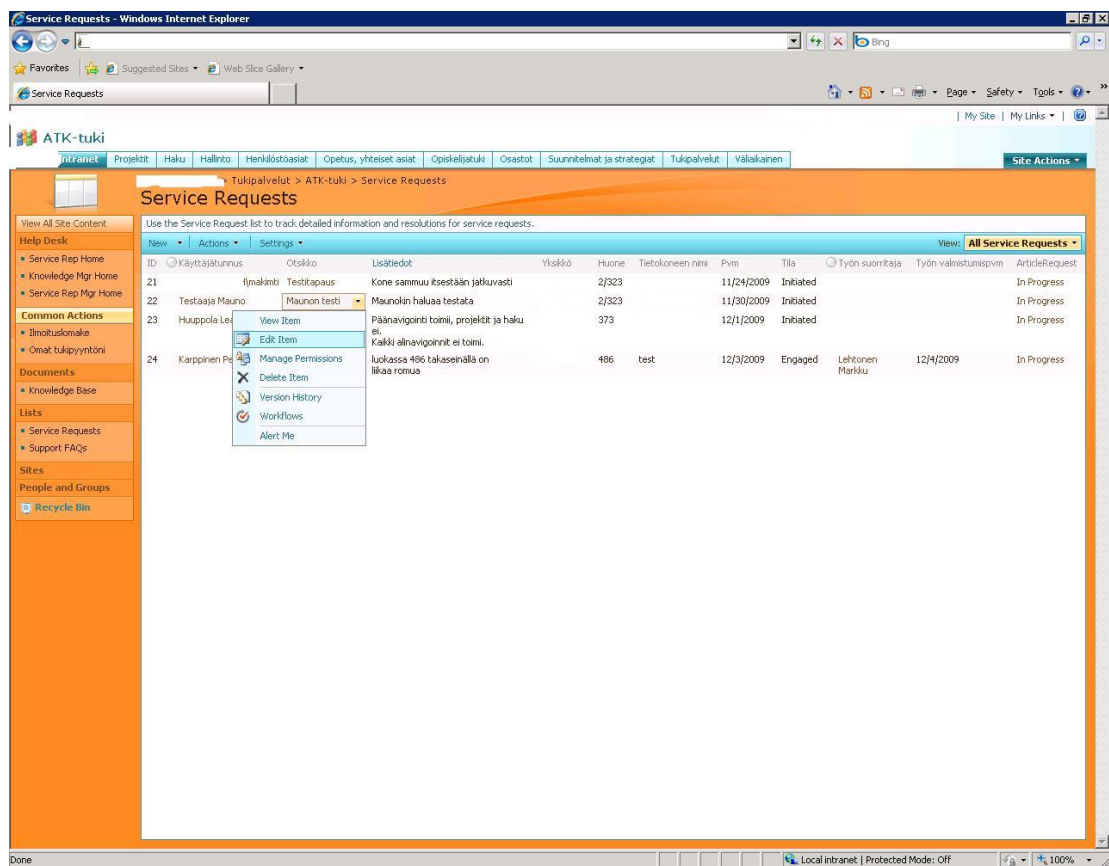 Service Requests - Windows Internet Explorer
Bing
Favorites Suggested Sites Web Slice Gallery
Service Requests Page Safety Tools »
| My Site | My Links |
ATK-tuki
Intranet Projektit Haku Hallinto Henkilöstöasiat Opetus, yhteiset asiat Opiskelijatuki Osastot Suunnitelmat ja strategiat Tukipalvelut Väliaikainen Site Actions
> Tukipalvelut > ATK-tuki > Service Requests
Service Requests
View All Site Content
Help Desk
Service Rep Home
Knowledge Mgr Home
Service Rep Mgr Home
Common Actions
Ilmoituslomake
Omat tukipyyntöni
Documents
Knowledge Base
Lists
Service Requests
Support FAQs
Sites
People and Groups
Recycle Bin
Use the Service Request list to track detailed information and resolutions for service requests.
New Actions Settings View: All Service Requests
ID Käyttäjätunnus Otsikko Lisätiedot Yksikkö Huone Tietokoneen nimi Pvm Tila Työn suorritaja Työn valmistumispvm ArticleRequest
21 f\makimti Testitapaus Kone sammuu itsestään jatkuvasti 2/323 11/24/2009 Initiated In Progress
22 Testaaja Mauno Maunon testi Maunokin haluaa testata 2/323 11/30/2009 Initiated In Progress
23 Huuppola Lea Päänavigointi toimii, projektit ja haku 373 12/1/2009 Initiated In Progress
ei.
Kaikki alinavigoinnit ei toimi.
24 Karppinen Pe luokassa 486 takaseinällä on 486 test 12/3/2009 Engaged Lehtonen 12/4/2009 In Progress
liikaa romua Markku
View Item
Edit Item
Manage Permissions
Delete Item
Version History
Workflows
Alert Me
Done Local intranet | Protected Mode: Off 100%